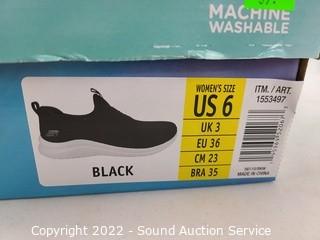 MACHINE
WASHABLE
WOMEN'S SIZE
US 6
UK 3
EU 36
CM 23
BRA 35
ITM. / ART.
1553497
MADE IN CHINA
BLACK
Copyright 2022 - Sound Auction Service